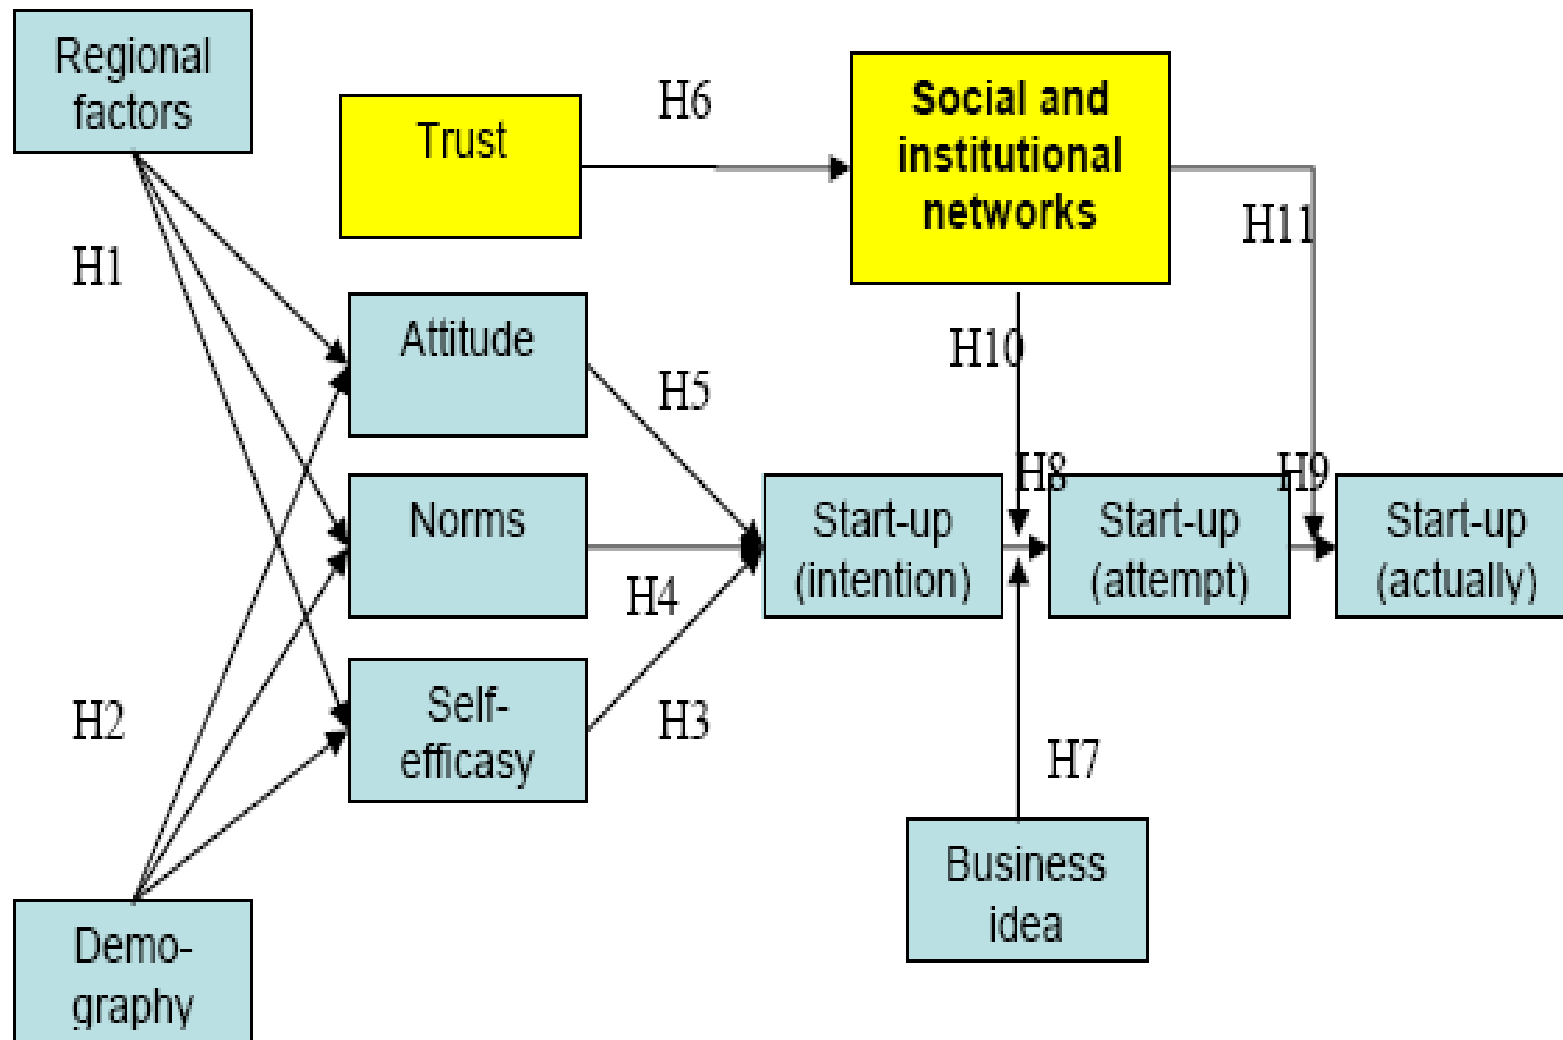 Regional
factors
Trust
H6
Social and
institutional
networks
H1
H11
Attitude
H5
H10
Norms
H4
Start-up
(intention)
H8
Start-up
(attempt)
H9
Start-up
(actually)
H2
Self-
efficasy
H3
H7
Business
idea
Demo-
graphy